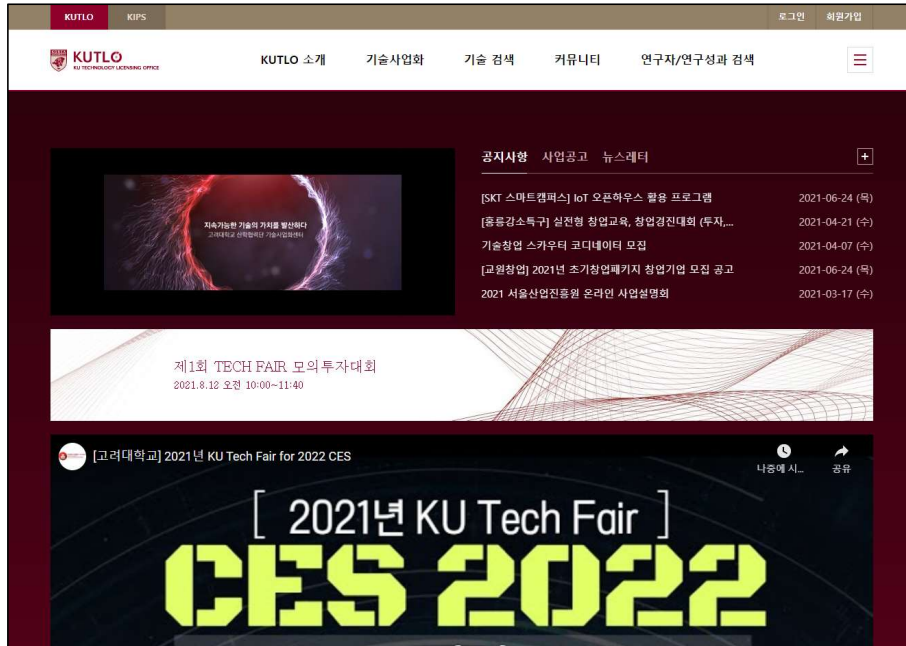 KUTLO
KIPS
로그인
회원가입
KUTLO
KU TECHNOLOGY LICENSING OFFICE
KUTLO 소개
기술사업화
기술 검색
커뮤니티
연구자/연구성과 검색
공지사항
사업공고
뉴스레터
[SKT 스마트캠퍼스] IoT 오픈하우스 활용 프로그램 2021-06-24 (목)
[홍릉강소특구] 실전형 창업교육, 창업경진대회 (투자,... 2021-04-21 (수)
기술창업 스카우터 코디네이터 모집 2021-04-07 (수)
[교원창업] 2021년 초기창업패키지 창업기업 모집 공고 2021-06-24 (목)
2021 서울산업진흥원 온라인 사업설명회 2021-03-17 (수)
지속가능한 기술의 가치를 발산하다
고려대학교 산학협력단 기술사업화센터
제1회 TECH FAIR 모의투자대회
2021.8.12 오전 10:00~11:40
[고려대학교] 2021년 KU Tech Fair for 2022 CES
나중에 시...
공유
[ 2021년 KU Tech Fair ]
CES 2022